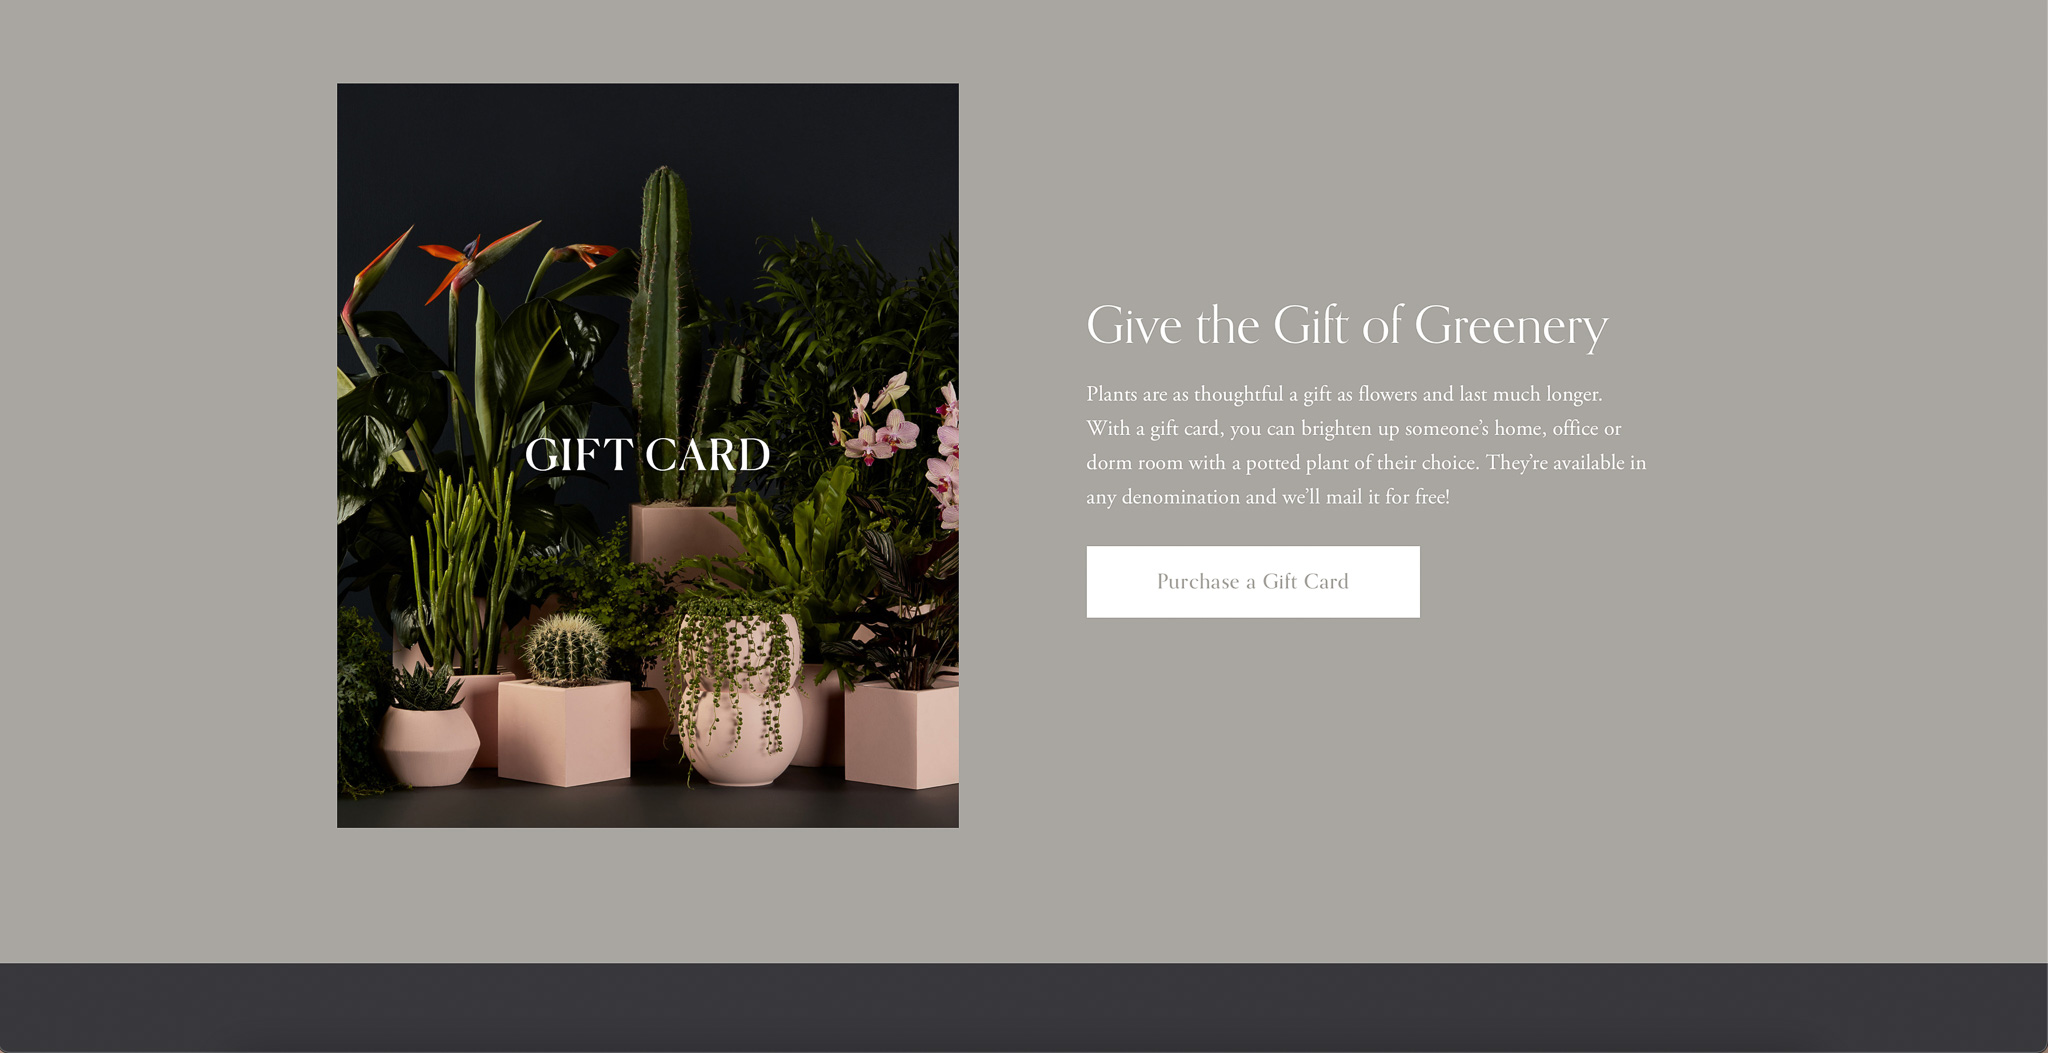 GIFT CARD
Give the Gift of Greenery
Plants are as thoughtful a gift as flowers and last much longer.
With a gift card, you can brighten up someone’s home, office or
dorm room with a potted plant of their choice. They’re available in
any denomination and we’ll mail it for free!
Purchase a Gift Card